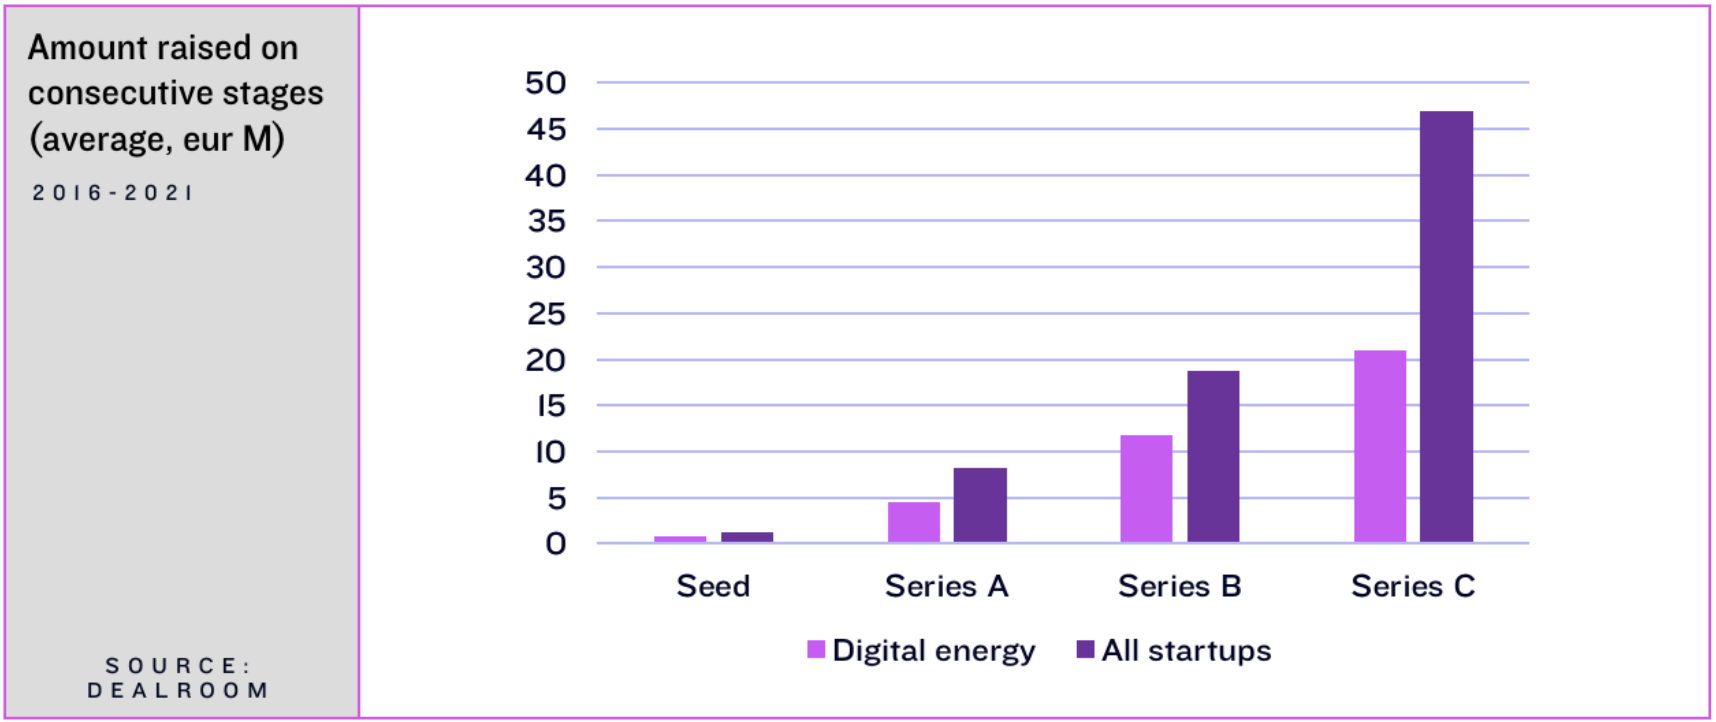 Amount raised on
consecutive stages
(average, eur M)
2016-2021
SOURCE:
DEALROOM
50
45
40
35
30
25
20
15
10
5
0
Seed Series A Series B Series C
Digital energy All startups